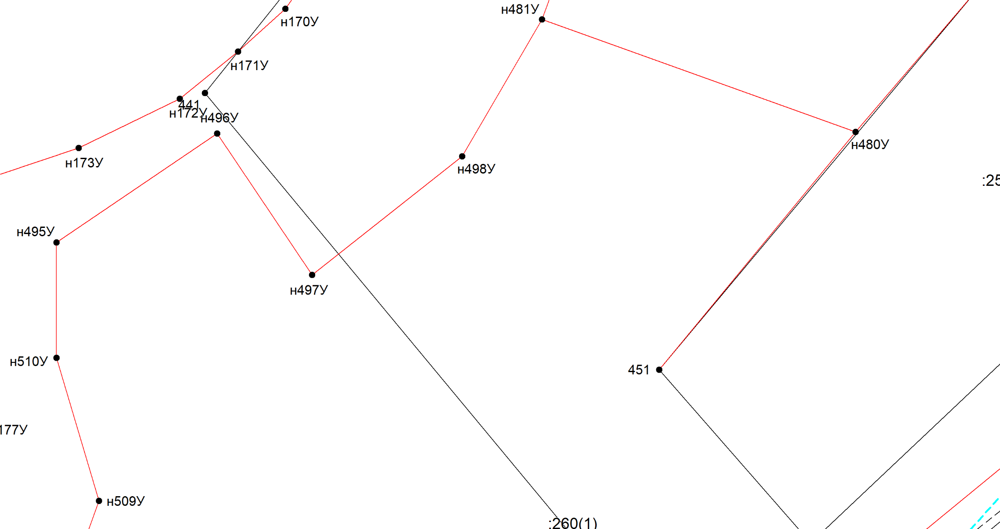 н481У
н170У
н171У
441
н172У
н496У
н480У
н173У
н498У
:25
н495У
н497У
н510У
451
177У
н509У
:260(1)